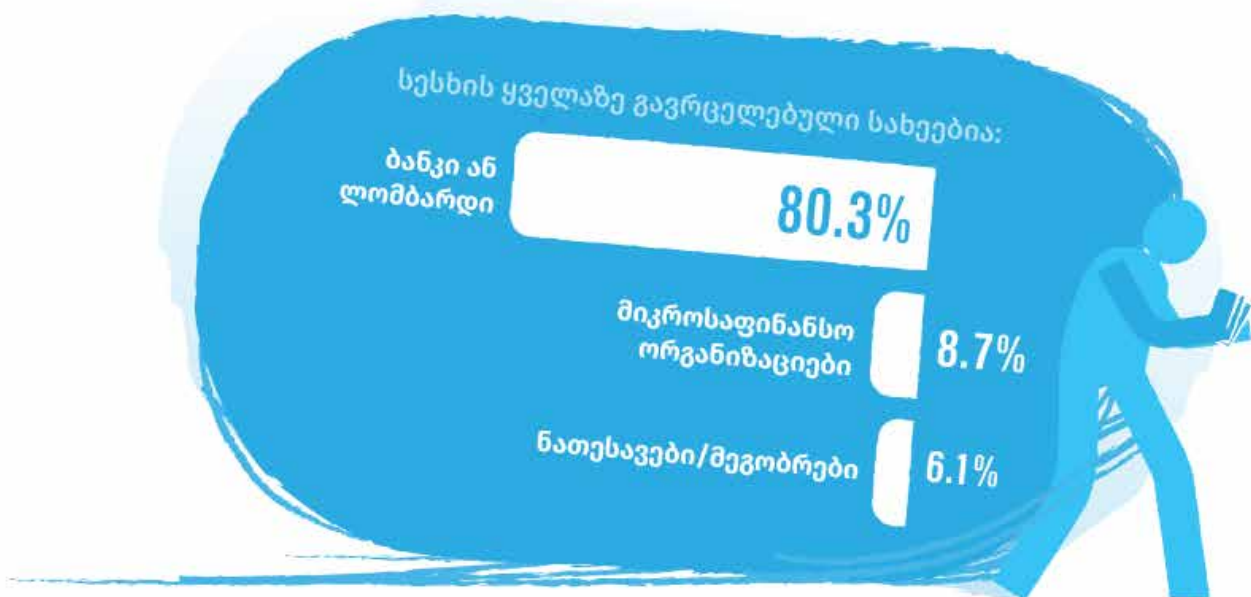 სესხის ყველაზე გავრცელებული სახეებია:
ბანკი ან
ლომბარდი
80.3%
მიკროსაფინანსო
ორგანიზაციები
8.7%
ნათესავები/მეგობრები
6.1%